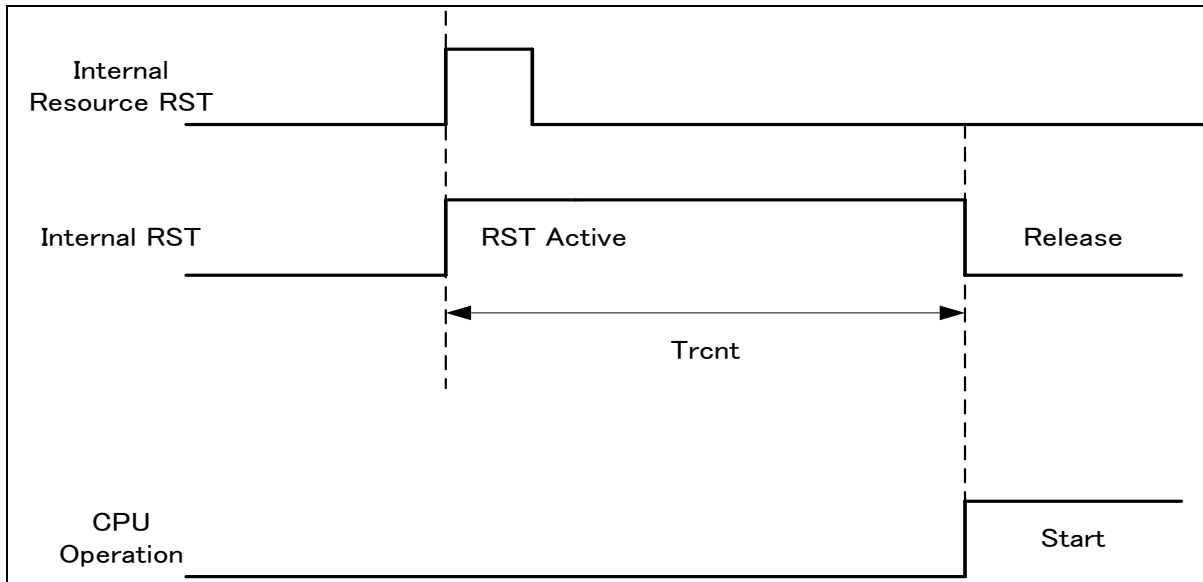 Internal
Resource RST
Internal RST
RST Active
Release
Trcnt
CPU
Operation
Start